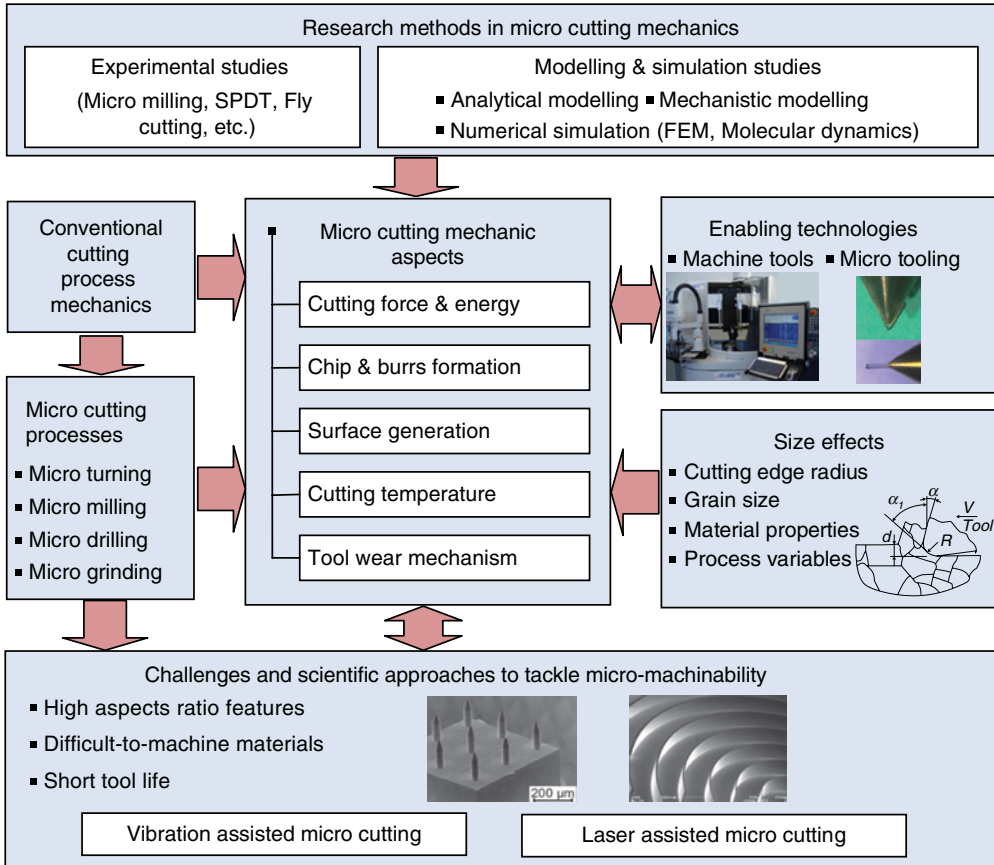 Research methods in micro cutting mechanics
Experimental studies
(Micro milling, SPDT, Fly
cutting, etc.)
Modelling & simulation studies
▪ Analytical modelling ▪ Mechanistic modelling
▪ Numerical simulation (FEM, Molecular dynamics)
Conventional
cutting
process
mechanics
Micro cutting
processes
▪ Micro turning
▪ Micro milling
▪ Micro drilling
▪ Micro grinding
Micro cutting mechanic
aspects
Cutting force & energy
Chip & burrs formation
Surface generation
Cutting temperature
Tool wear mechanism
Enabling technologies
▪ Machine tools ▪ Micro tooling
Size effects
▪ Cutting edge radius
▪ Grain size
▪ Material properties
▪ Process variables
α₁
α
V
Tool
d
R
Challenges and scientific approaches to tackle micro-machinability
▪ High aspects ratio features
▪ Difficult-to-machine materials
▪ Short tool life
200 μm
Vibration assisted micro cutting
Laser assisted micro cutting